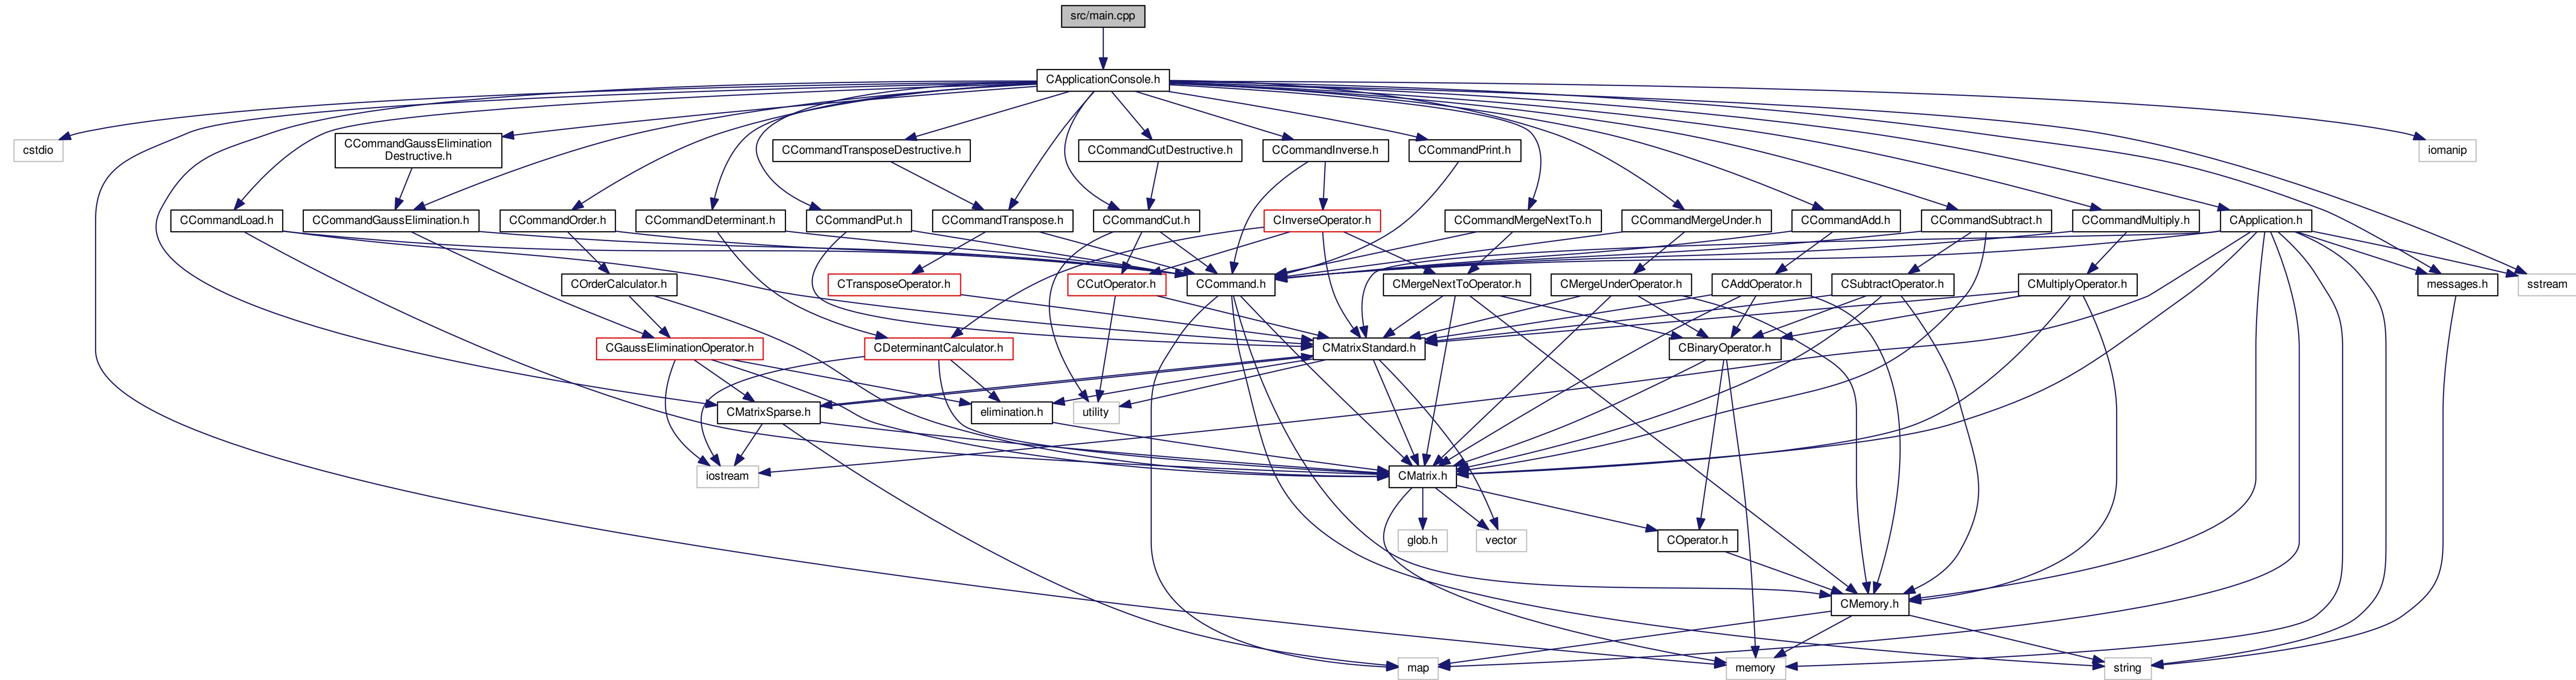 src/main.cpp
CApplicationConsole.h
cstdio
CCommandGaussElimination
Destructive.h
CCommandTransposeDestructive.h
CCommandCutDestructive.h
CCommandInverse.h
CCommandPrint.h
iomanip
CCommandLoad.h
CCommandGaussElimination.h
CCommandOrder.h
CCommandDeterminant.h
CCommandPut.h
CCommandTranspose.h
CCommandCut.h
CInverseOperator.h
CCommandMergeNextTo.h
CCommandMergeUnder.h
CCommandAdd.h
CCommandSubtract.h
CCommandMultiply.h
CApplication.h
COrderCalculator.h
CTransposeOperator.h
CCutOperator.h
CCommand.h
CMergeNextToOperator.h
CMergeUnderOperator.h
CAddOperator.h
CSubtractOperator.h
CMultiplyOperator.h
messages.h
sstream
CGaussEliminationOperator.h
CDeterminantCalculator.h
CMatrixStandard.h
CBinaryOperator.h
CMatrixSparse.h
elimination.h
utility
iostream
CMatrix.h
glob.h
vector
COperator.h
CMemory.h
map
memory
string